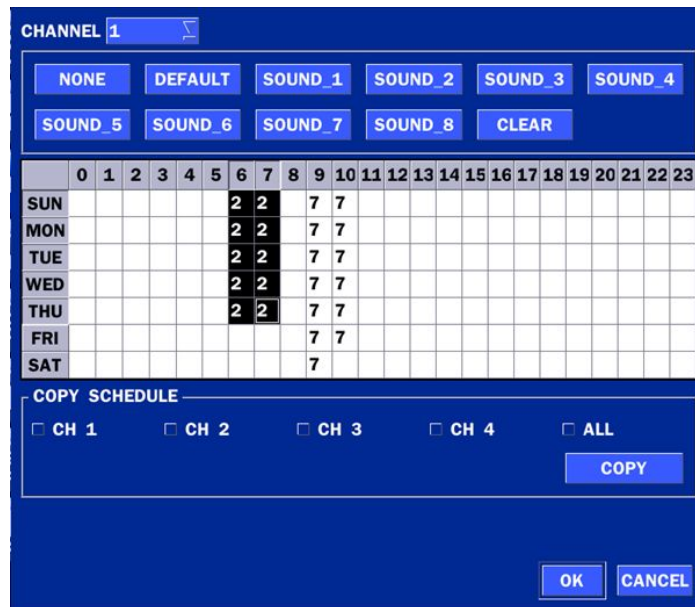 CHANNEL 1
NONE DEFAULT SOUND_1 SOUND_2 SOUND_3 SOUND_4
SOUND_5 SOUND_6 SOUND_7 SOUND_8 CLEAR
0 1 2 3 4 5 6 7 8 9 10 11 12 13 14 15 16 17 18 19 20 21 22 23
SUN 2 2 7 7
MON 2 2 7 7
TUE 2 2 7 7
WED 2 2 7 7
THU 2 2 7 7
FRI 7 7
SAT 7
COPY SCHEDULE
CH 1 CH 2 CH 3 CH 4 ALL
COPY
OK CANCEL